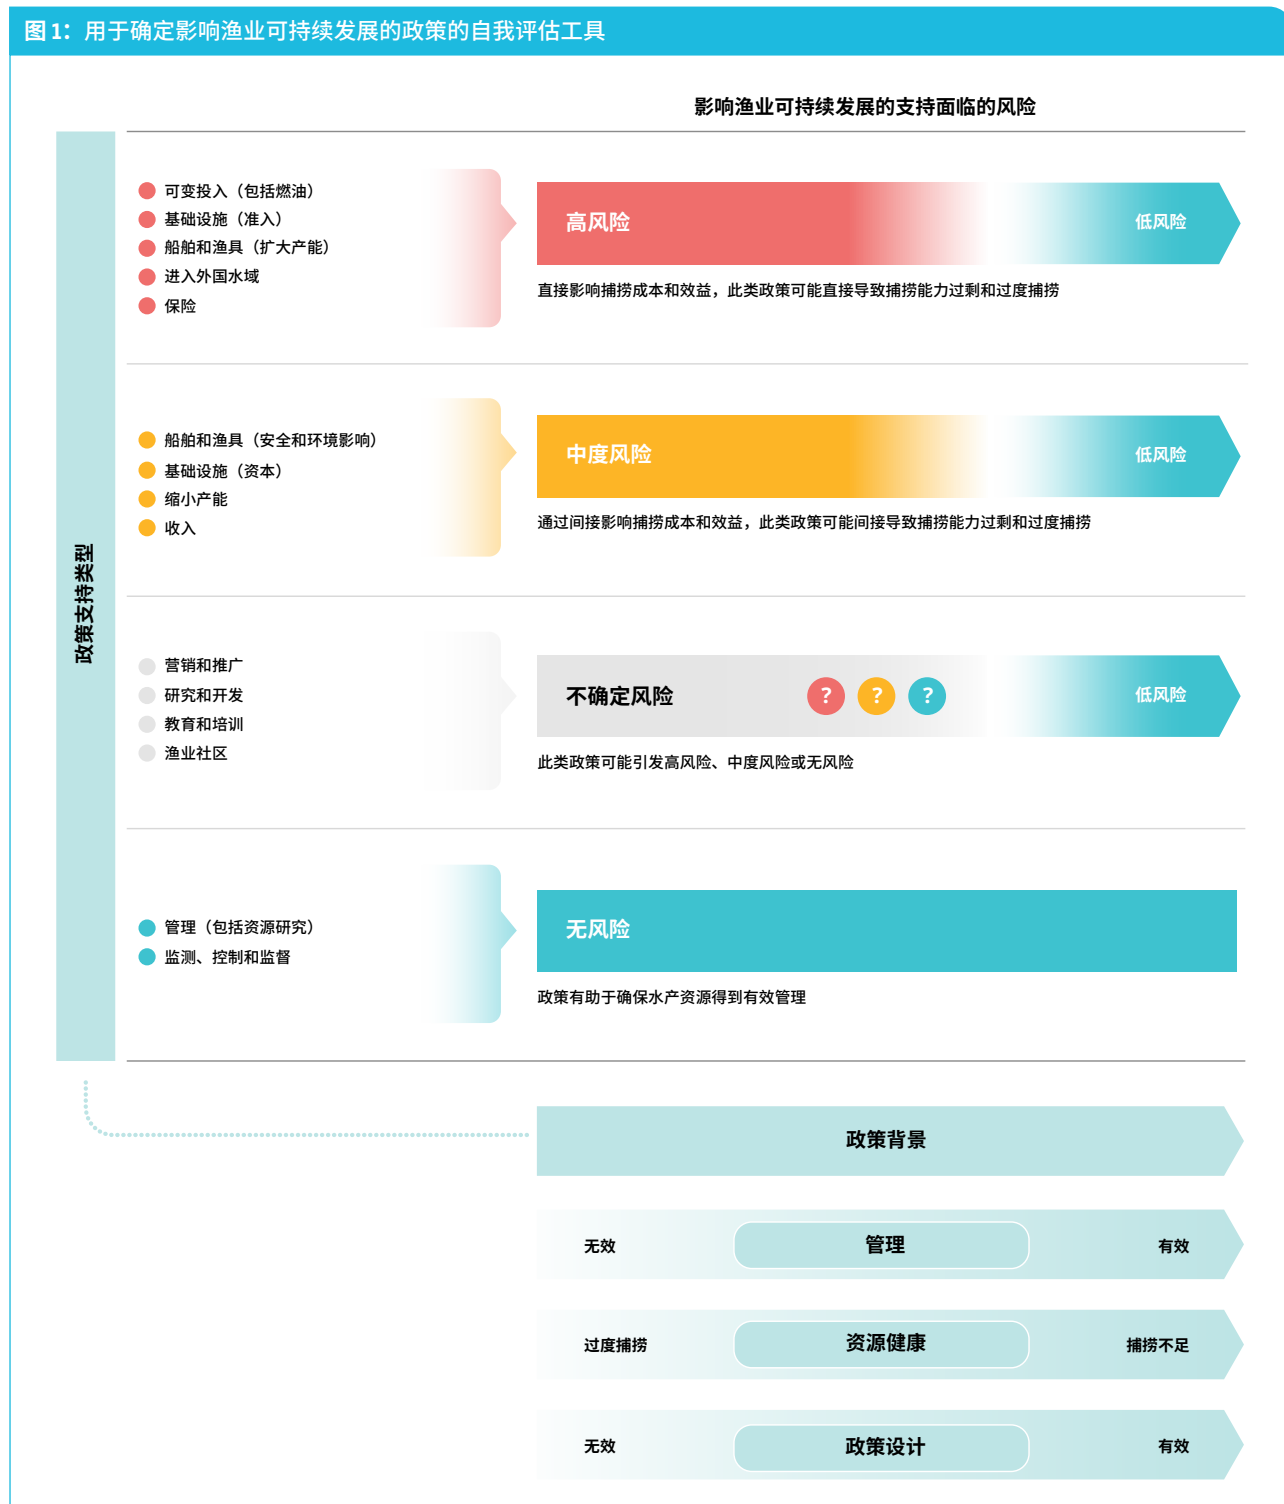 图 1：用于确定影响渔业可持续发展的政策的自我评估工具
影响渔业可持续发展的支持面临的风险
政策支持类型
可变投入（包括燃油）
基础设施（准入）
船舶和渔具（扩大产能）
进入外国水域
保险
高风险
低风险
直接影响捕捞成本和效益，此类政策可能直接导致捕捞能力过剩和过度捕捞
船舶和渔具（安全和环境影响）
基础设施（资本）
缩小产能
收入
中度风险
低风险
通过间接影响捕捞成本和效益，此类政策可能间接导致捕捞能力过剩和过度捕捞
营销和推广
研究和开发
教育和培训
渔业社区
不确定风险
? ? ?
低风险
此类政策可能引发高风险、中度风险或无风险
管理（包括资源研究）
监测、控制和监督
无风险
政策有助于确保水产资源得到有效管理
政策背景
无效 管理 有效
过度捕捞 资源健康 捕捞不足
无效 政策设计 有效